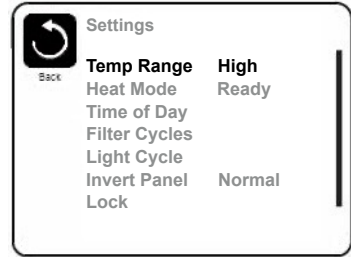 Settings
Back
Temp Range High
Heat Mode Ready
Time of Day
Filter Cycles
Light Cycle
Invert Panel Normal
Lock